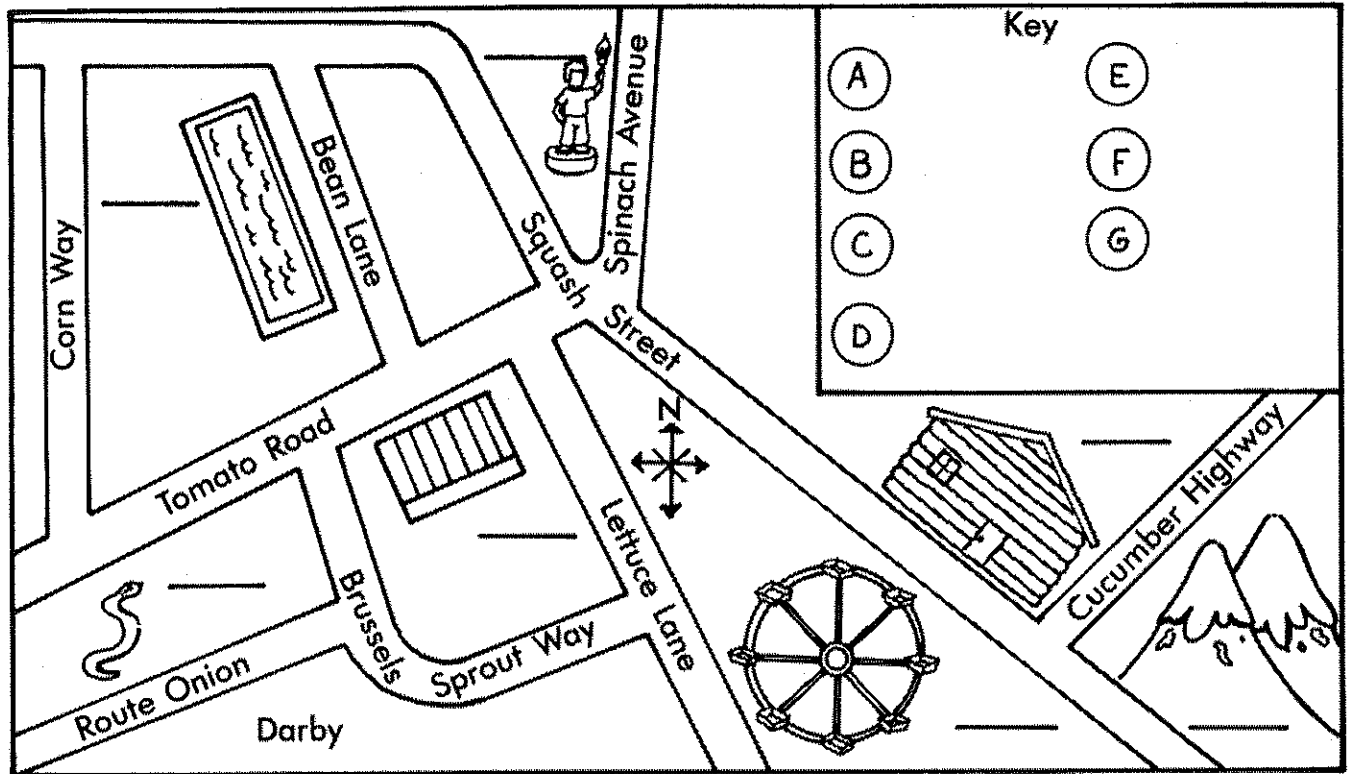 Key
A
E
B
F
C
G
D
Spinach Avenue
Bean Lane
Squash Street
Corn Way
Tomato Road
N
Lettuce Lane
Cucumber Highway
Brussels Sprout Way
Route Onion
Darby